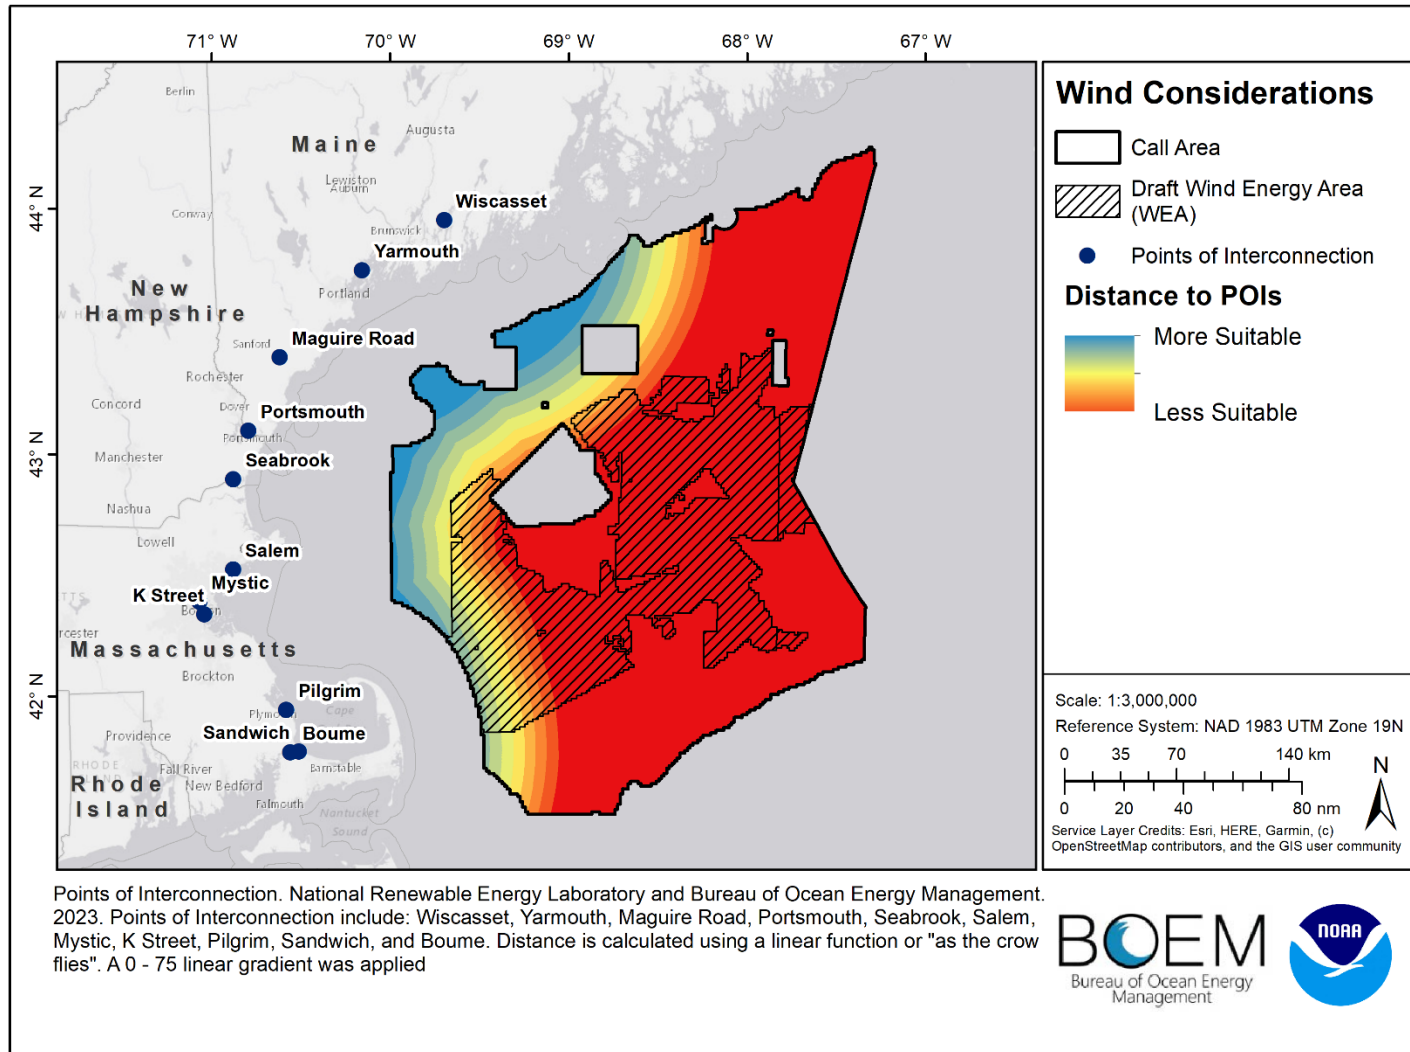 71° W 70° W 69° W 68° W 67° W
44° N
43° N
42° N
Berlin
Augusta
Maine
Lewiston
Auburn
Wiscasset
Conway
Brunswick
Yarmouth
Portland
New
Hampshire
Sanford
Maguire Road
Rochester
Concord
Dover
Portsmouth
Portsmouth
Manchester
Seabrook
Nashua
Lowell
Salem
Mystic
K Street
Massachusetts
Brockton
Pilgrim
Plymouth
Cape
Sandwich
Boume
Providence
RHODE
ISLAND
Fall River
Barnstable
New Bedford
Rhode
Island
Falmouth
Nantucket
Sound
Wind Considerations
Call Area
Draft Wind Energy Area
(WEA)
Points of Interconnection
Distance to POIs
More Suitable
Less Suitable
Scale: 1:3,000,000
Reference System: NAD 1983 UTM Zone 19N
0 35 70 140 km
0 20 40 80 nm
N
Service Layer Credits: Esri, HERE, Garmin, (c)
OpenStreetMap contributors, and the GIS user community
Points of Interconnection. National Renewable Energy Laboratory and Bureau of Ocean Energy Management.
2023. Points of Interconnection include: Wiscasset, Yarmouth, Maguire Road, Portsmouth, Seabrook, Salem,
Mystic, K Street, Pilgrim, Sandwich, and Boume. Distance is calculated using a linear function or "as the crow
flies". A 0 - 75 linear gradient was applied
BOEM
Bureau of Ocean Energy
Management
NOAA